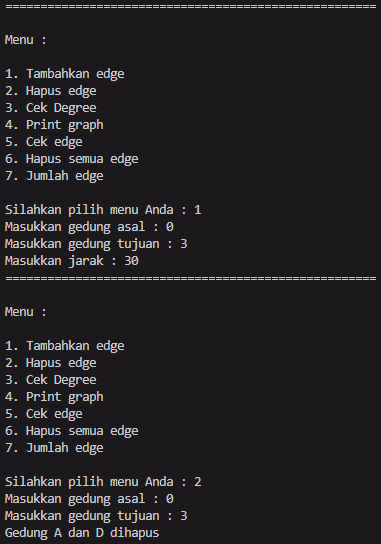 =====================================================
Menu :
1. Tambahkan edge
2. Hapus edge
3. Cek Degree
4. Print graph
5. Cek edge
6. Hapus semua edge
7. Jumlah edge
Silahkan pilih menu Anda : 1
Masukkan gedung asal : 0
Masukkan gedung tujuan : 3
Masukkan jarak : 30
=====================================================
Menu :
1. Tambahkan edge
2. Hapus edge
3. Cek Degree
4. Print graph
5. Cek edge
6. Hapus semua edge
7. Jumlah edge
Silahkan pilih menu Anda : 2
Masukkan gedung asal : 0
Masukkan gedung tujuan : 3
Gedung A dan D dihapus